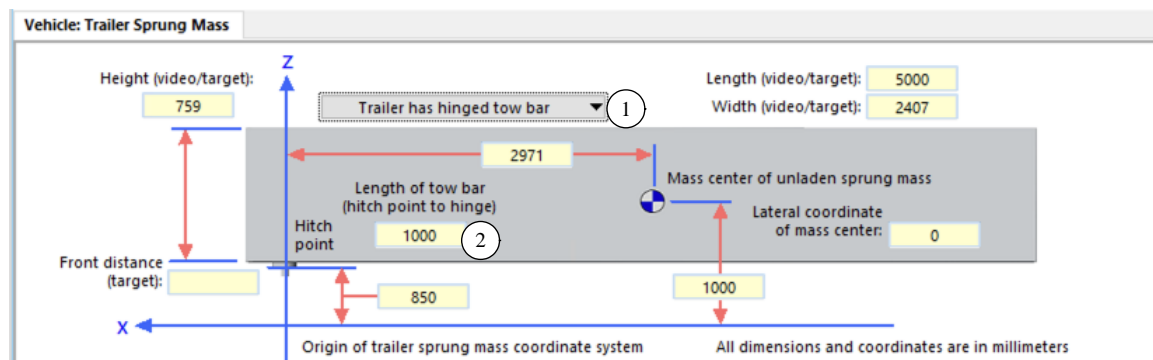 Vehicle: Trailer Sprung Mass
Z
Height (video/target):
759
Trailer has hinged tow bar
1
Length (video/target): 5000
Width (video/target): 2407
2971
Mass center of unladen sprung mass
Length of tow bar
(hitch point to hinge)
1000
2
Hitch
point
Lateral coordinate
of mass center: 0
Front distance
(target):
850
1000
X
Origin of trailer sprung mass coordinate system
All dimensions and coordinates are in millimeters